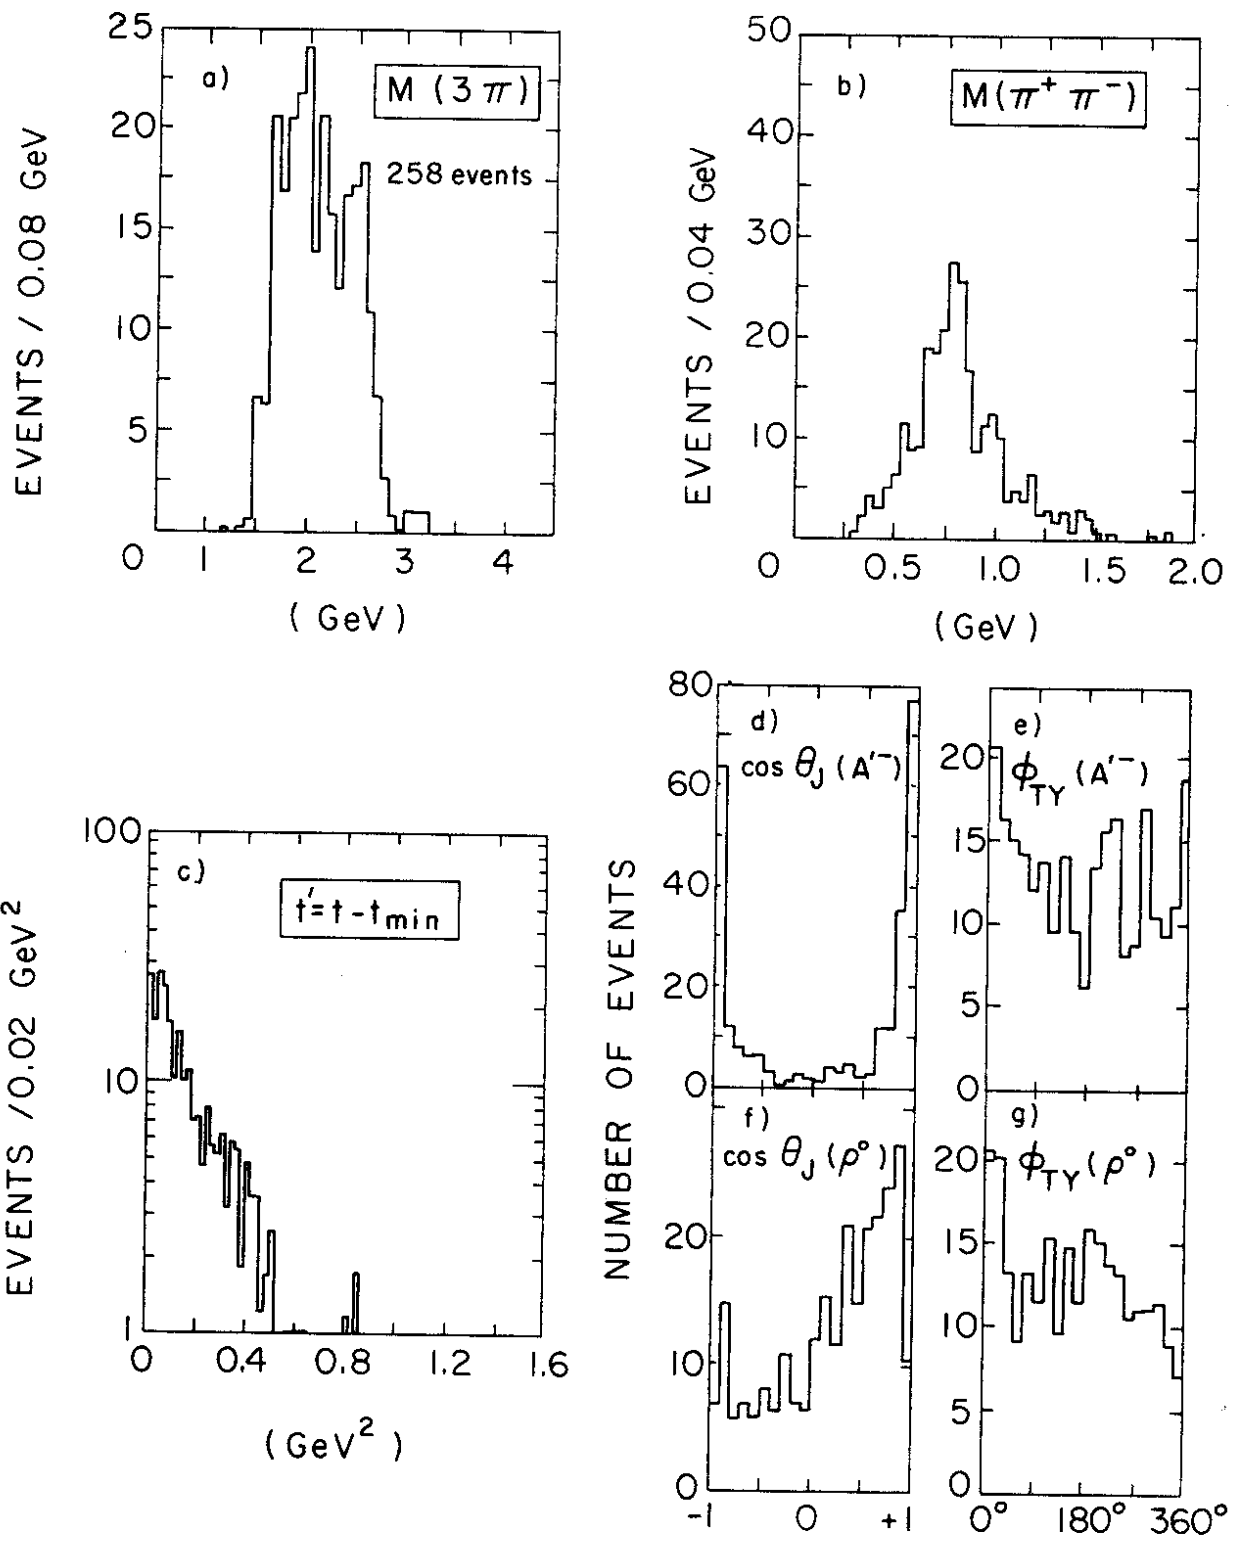 a)
M (3π)
258 events
EVENTS / 0.08 GeV
25
20
15
10
5
0 1 2 3 4
(GeV)
b)
M(π⁺ π⁻)
EVENTS / 0.04 GeV
50
40
30
20
10
0 0.5 1.0 1.5 2.0
(GeV)
c)
t′= t - tmin
EVENTS /0.02 GeV²
100
10
1
0 0.4 0.8 1.2 1.6
(GeV²)
NUMBER OF EVENTS
d)
cos θJ (A′⁻)
80
60
40
20
0
e)
ϕTY (A′⁻)
20
15
10
5
0
f)
cos θJ (ρ°)
20
10
0
-1 0 +1
g)
ϕTY (ρ°)
20
15
10
5
0
0° 180° 360°